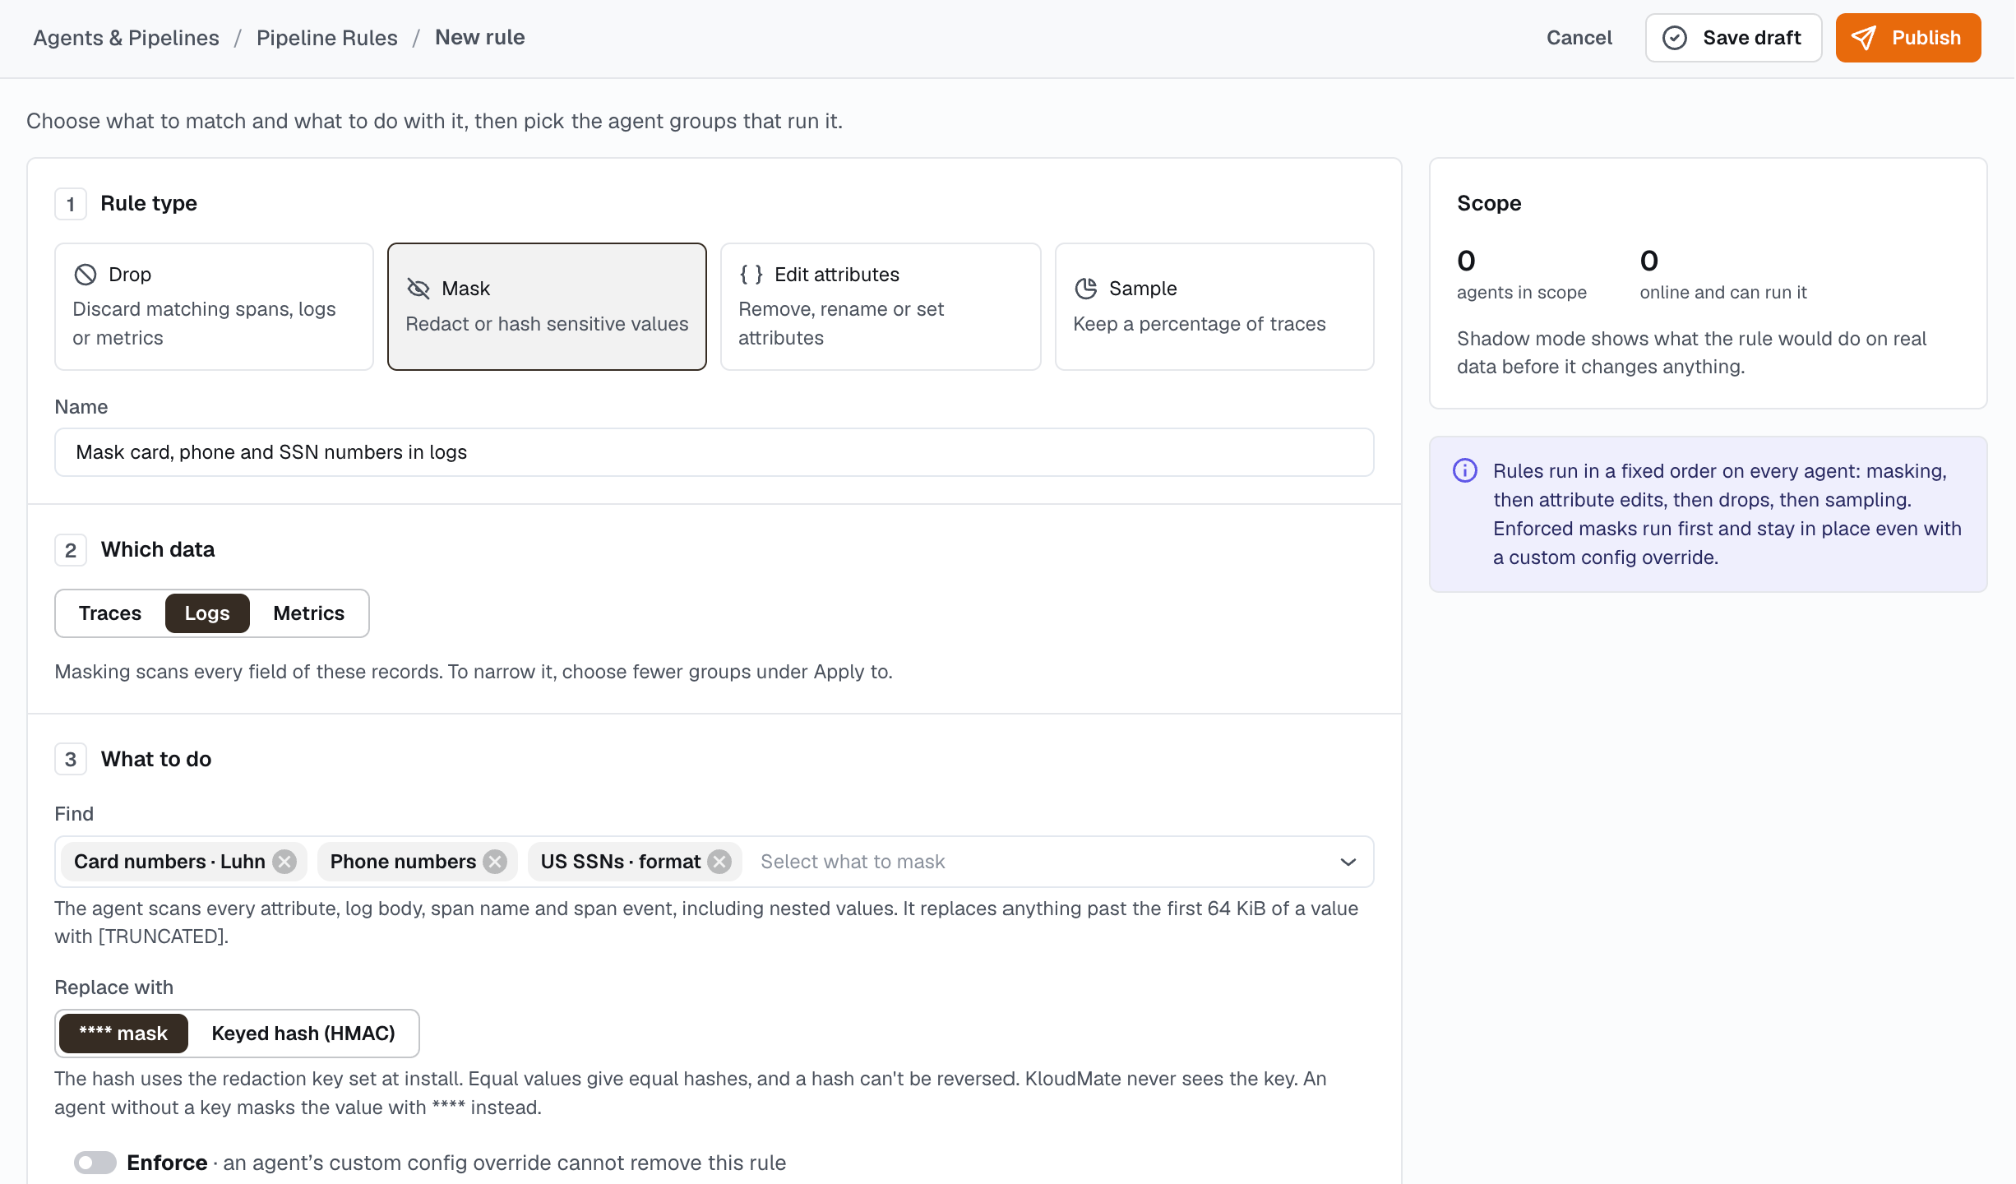 Agents & Pipelines / Pipeline Rules / New rule
Cancel
Save draft
Publish
Choose what to match and what to do with it, then pick the agent groups that run it.
1 Rule type
Drop
Discard matching spans, logs
or metrics
Mask
Redact or hash sensitive values
{ } Edit attributes
Remove, rename or set
attributes
Sample
Keep a percentage of traces
Name
Mask card, phone and SSN numbers in logs
2 Which data
Traces Logs Metrics
Masking scans every field of these records. To narrow it, choose fewer groups under Apply to.
3 What to do
Find
Card numbers · Luhn Phone numbers US SSNs · format Select what to mask
The agent scans every attribute, log body, span name and span event, including nested values. It replaces anything past the first 64 KiB of a value
with [TRUNCATED].
Replace with
**** mask Keyed hash (HMAC)
The hash uses the redaction key set at install. Equal values give equal hashes, and a hash can't be reversed. KloudMate never sees the key. An
agent without a key masks the value with **** instead.
Enforce · an agent’s custom config override cannot remove this rule
Scope
0 0
agents in scope online and can run it
Shadow mode shows what the rule would do on real
data before it changes anything.
Rules run in a fixed order on every agent: masking,
then attribute edits, then drops, then sampling.
Enforced masks run first and stay in place even with
a custom config override.